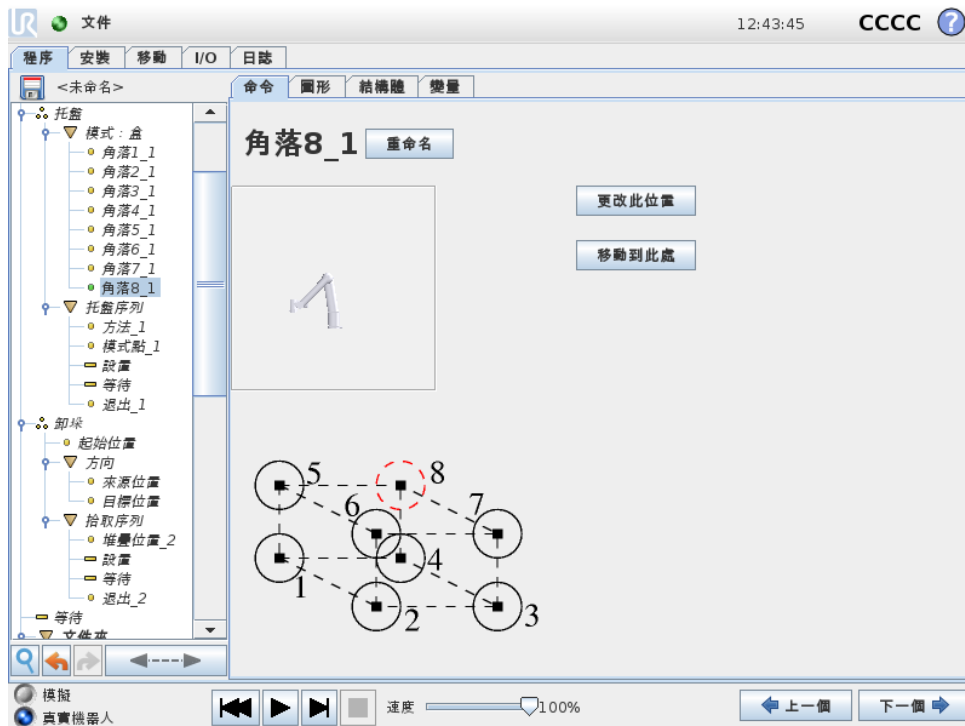 UR 文件 12:43:45 CCCC ?
程序 安裝 移動 I/O 日誌
<未命名>
命令 圖形 結構體 變量
托盤
模式：盒
角落1_1
角落2_1
角落3_1
角落4_1
角落5_1
角落6_1
角落7_1
角落8_1
托盤序列
方法_1
模式點_1
設置
等待
退出_1
卸垛
起始位置
方向
來源位置
目標位置
拾取序列
堆疊位置_2
設置
等待
退出_2
等待
文件夾
角落8_1 重命名
更改此位置
移動到此處
5 8
6 7
1 4
2 3
模擬
真實機器人
速度 100%
上一個 下一個